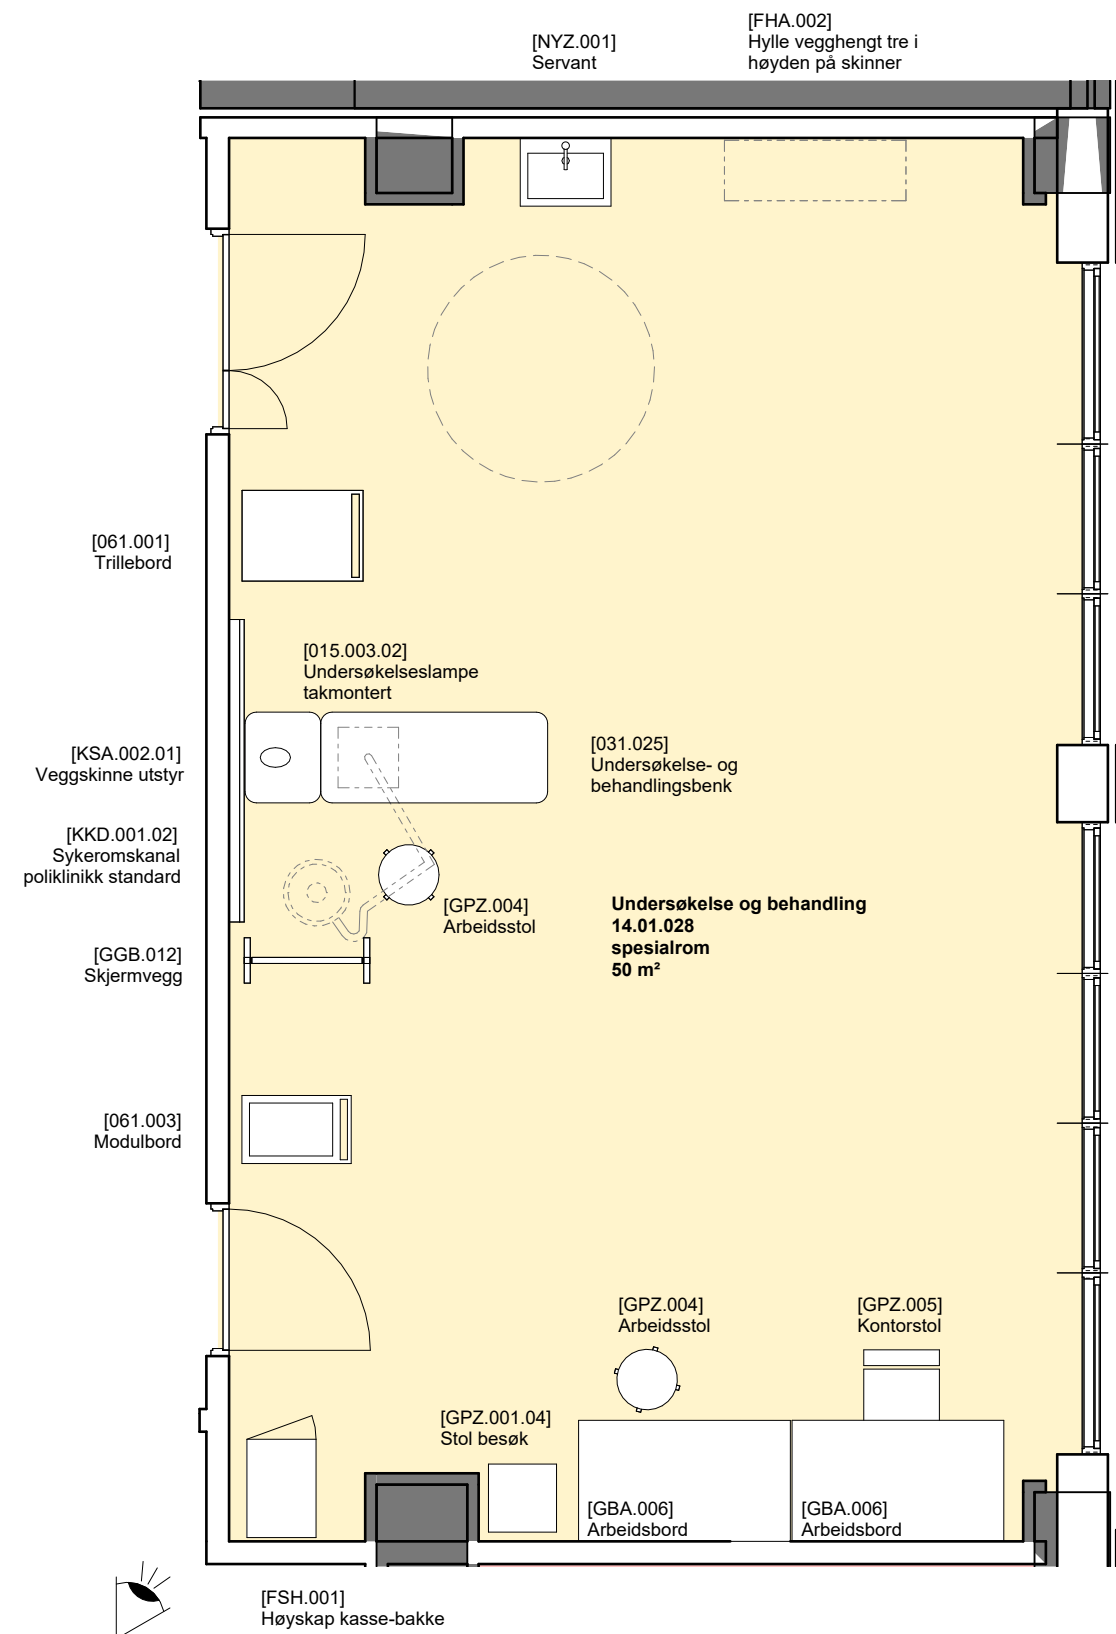 [NYZ.001]
Servant
[FHA.002]
Hylle vegghengt tre i
høyden på skinner
[061.001]
Trillebord
[015.003.02]
Undersøkelseslampe
takmontert
[KSA.002.01]
Veggskinne utstyr
[031.025]
Undersøkelse- og
behandlingsbenk
[KKD.001.02]
Sykeromskanal
poliklinikk standard
[GPZ.004]
Arbeidsstol
Undersøkelse og behandling
14.01.028
spesialrom
50 m²
[GGB.012]
Skjermvegg
[061.003]
Modulbord
[GPZ.004]
Arbeidsstol
[GPZ.005]
Kontorstol
[GPZ.001.04]
Stol besøk
[GBA.006]
Arbeidsbord
[GBA.006]
Arbeidsbord
[FSH.001]
Høyskap kasse-bakke